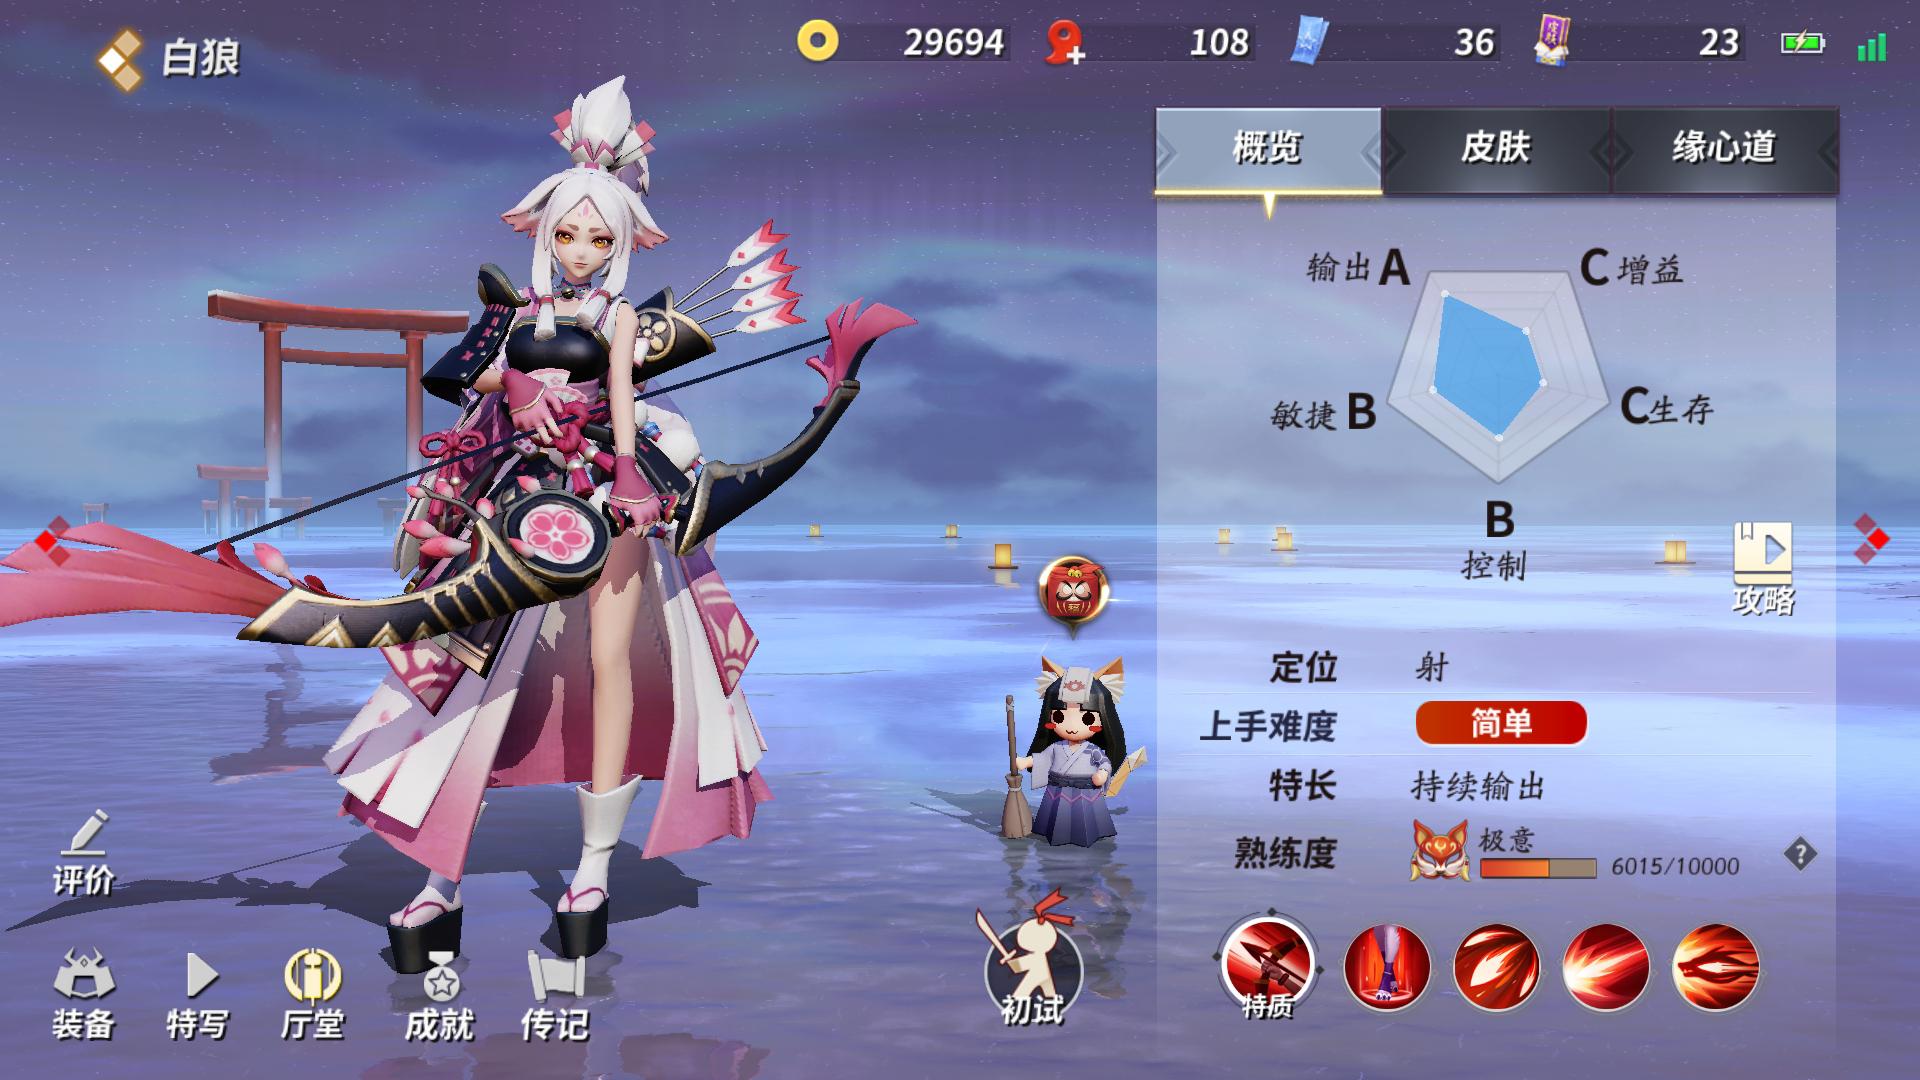 白狼
29694
108
36
23
概览
皮肤
缘心道
输出 A
C 增益
敏捷 B
C 生存
B
控制
攻略
定位 射
上手难度 简单
特长 持续输出
熟练度 极意 6015/10000
评价
装备
特写
厅堂
成就
传记
初试
特质